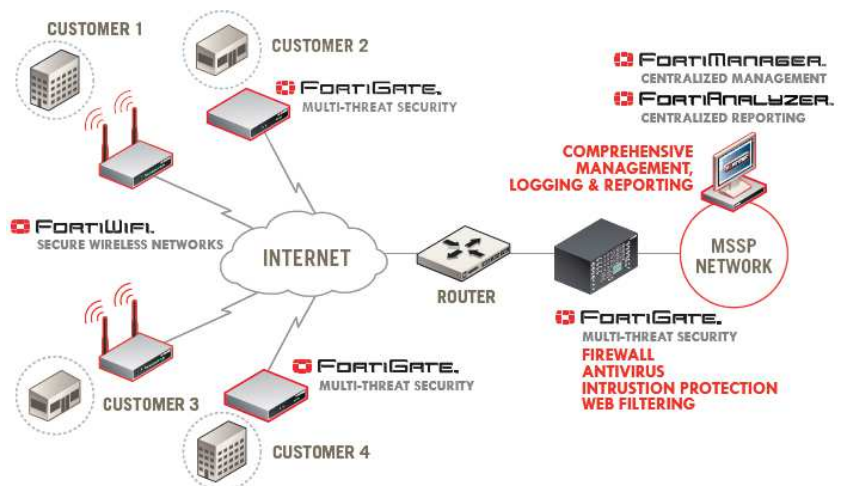 CUSTOMER 1
CUSTOMER 2
FORTIGATE.
MULTI-THREAT SECURITY
FORTIMANAGER.
CENTRALIZED MANAGEMENT
FORTIANALYZER.
CENTRALIZED REPORTING
COMPREHENSIVE
MANAGEMENT,
LOGGING & REPORTING
FORTIWIFI.
SECURE WIRELESS NETWORKS
INTERNET
ROUTER
MSSP
NETWORK
FORTIGATE.
MULTI-THREAT SECURITY
FIREWALL
ANTIVIRUS
INTRUSTION PROTECTION
WEB FILTERING
FORTIGATE.
MULTI-THREAT SECURITY
CUSTOMER 3
CUSTOMER 4